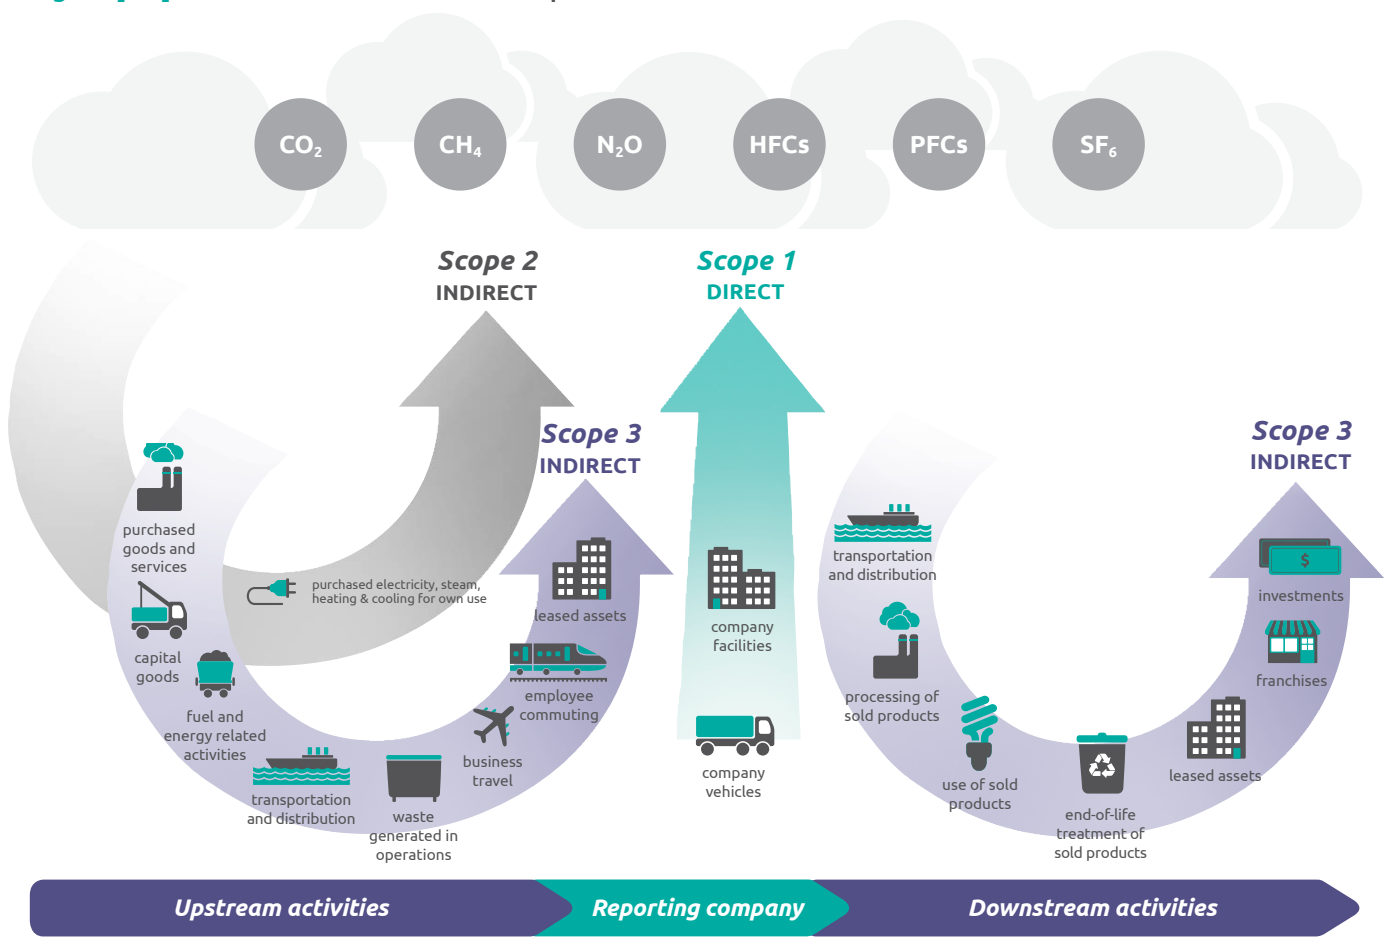 CO₂
CH₄
N₂O
HFCs
PFCs
SF₆
Scope 2
INDIRECT
Scope 1
DIRECT
Scope 3
INDIRECT
Scope 3
INDIRECT
purchased
goods and
services
capital
goods
fuel and
energy related
activities
purchased electricity, steam,
heating & cooling for own use
transportation
and distribution
waste
generated in
operations
business
travel
employee
commuting
leased assets
company
facilities
company
vehicles
transportation
and distribution
processing of
sold products
use of sold
products
end-of-life
treatment of
sold products
leased assets
franchises
$
investments
Upstream activities
Reporting company
Downstream activities